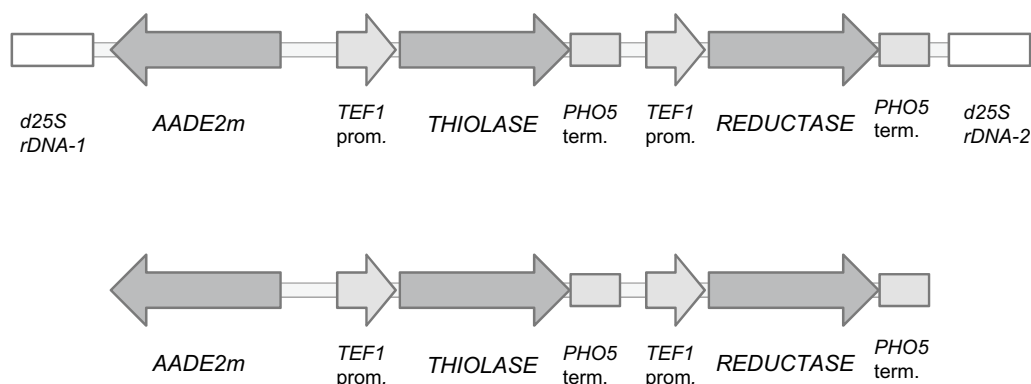 d25S
rDNA-1
AADE2m
TEF1
prom.
THIOLASE
PHO5
term.
TEF1
prom.
REDUCTASE
PHO5
term.
d25S
rDNA-2
AADE2m
TEF1
prom.
THIOLASE
PHO5
term.
TEF1
prom.
REDUCTASE
PHO5
term.